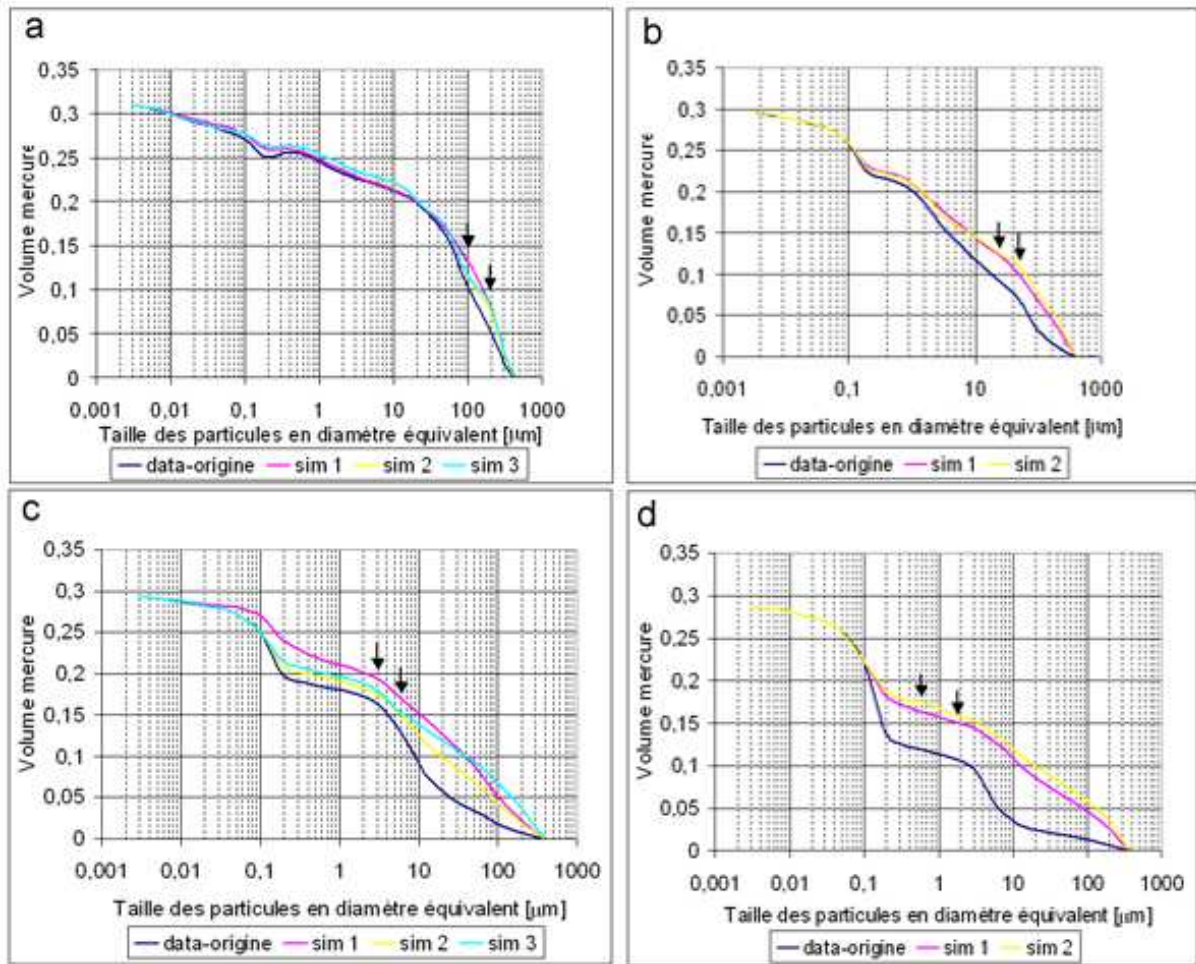 a
0,35
0,3
0,25
0,2
0,15
0,1
0,05
0
Volume mercure
0,001 0,01 0,1 1 10 100 1000
Taille des particules en diamètre équivalent [µm]
data-origine sim 1 sim 2 sim 3
b
0,35
0,3
0,25
0,2
0,15
0,1
0,05
0
Volume mercure
0,001 0,1 10 1000
Taille des particules en diamètre équivalent [µm]
data-origine sim 1 sim 2
c
0,35
0,3
0,25
0,2
0,15
0,1
0,05
0
Volume mercure
0,001 0,01 0,1 1 10 100 1000
Taille des particules en diamètre équivalent [µm]
data-origine sim 1 sim 2 sim 3
d
0,35
0,3
0,25
0,2
0,15
0,1
0,05
0
Volume mercure
0,001 0,01 0,1 1 10 100 1000
Taille des particules en diamètre équivalent [µm]
data-origine sim 1 sim 2